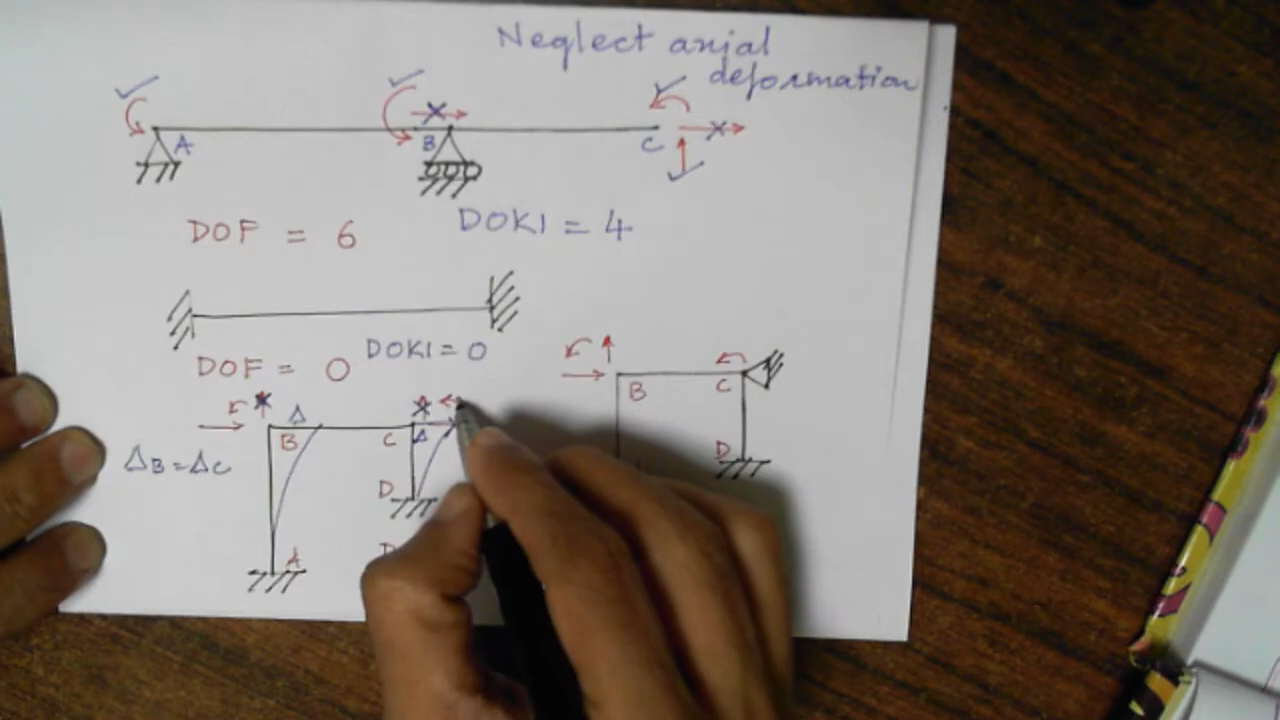 Neglect axial
deformation
A B C
DOF = 6 DOKI = 4
DOF = 0 DOKI = 0
Δ
B C Δ
B C
ΔB = ΔC
D
D
A